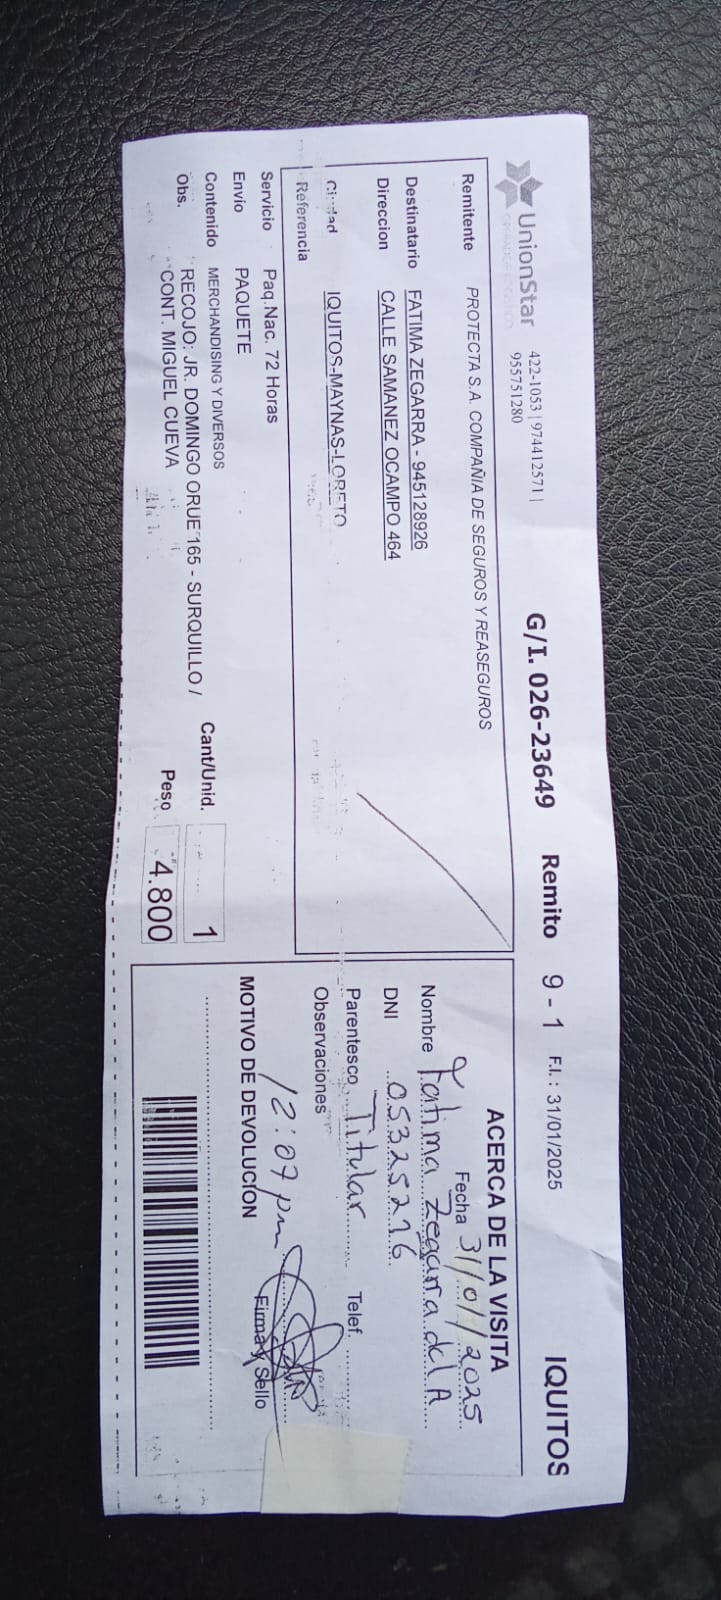 UnionStar
OPERADOR LOGISTICO
422-1053 | 974412571 |
955751280
G/I. 026-23649 Remito 9 - 1 F.I.: 31/01/2025 IQUITOS
Remitente PROTECTA S.A. COMPAÑIA DE SEGUROS Y REASEGUROS
Destinatario FATIMA ZEGARRA - 945128926
Direccion CALLE SAMANEZ OCAMPO 464
Ciudad IQUITOS-MAYNAS-LORETO
Referencia
Servicio Paq.Nac. 72 Horas
Envio PAQUETE
Contenido MERCHANDISING Y DIVERSOS
Obs. RECOJO: JR. DOMINGO ORUE 165 - SURQUILLO /
CONT. MIGUEL CUEVA
Cant/Unid. 1
Peso 4.800
ACERCA DE LA VISITA
Fecha 31/01/2025
Nombre Fatima Zegarra del A
DNI 05325276
Parentesco Titular Telef.
Observaciones
12:07 pm
MOTIVO DE DEVOLUCION
Firma y Sello